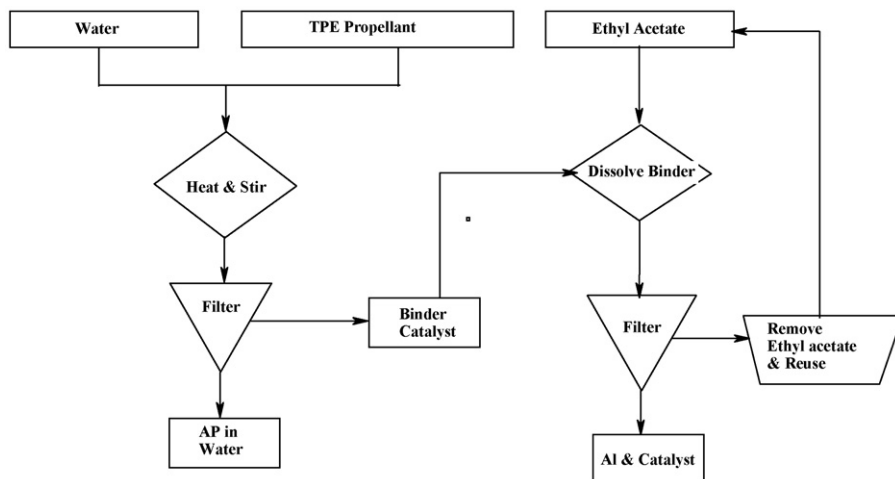 Water
TPE Propellant
Ethyl Acetate
Heat & Stir
Dissolve Binder
Filter
Binder
Catalyst
Filter
Remove
Ethyl acetate
& Reuse
AP in
Water
Al & Catalyst